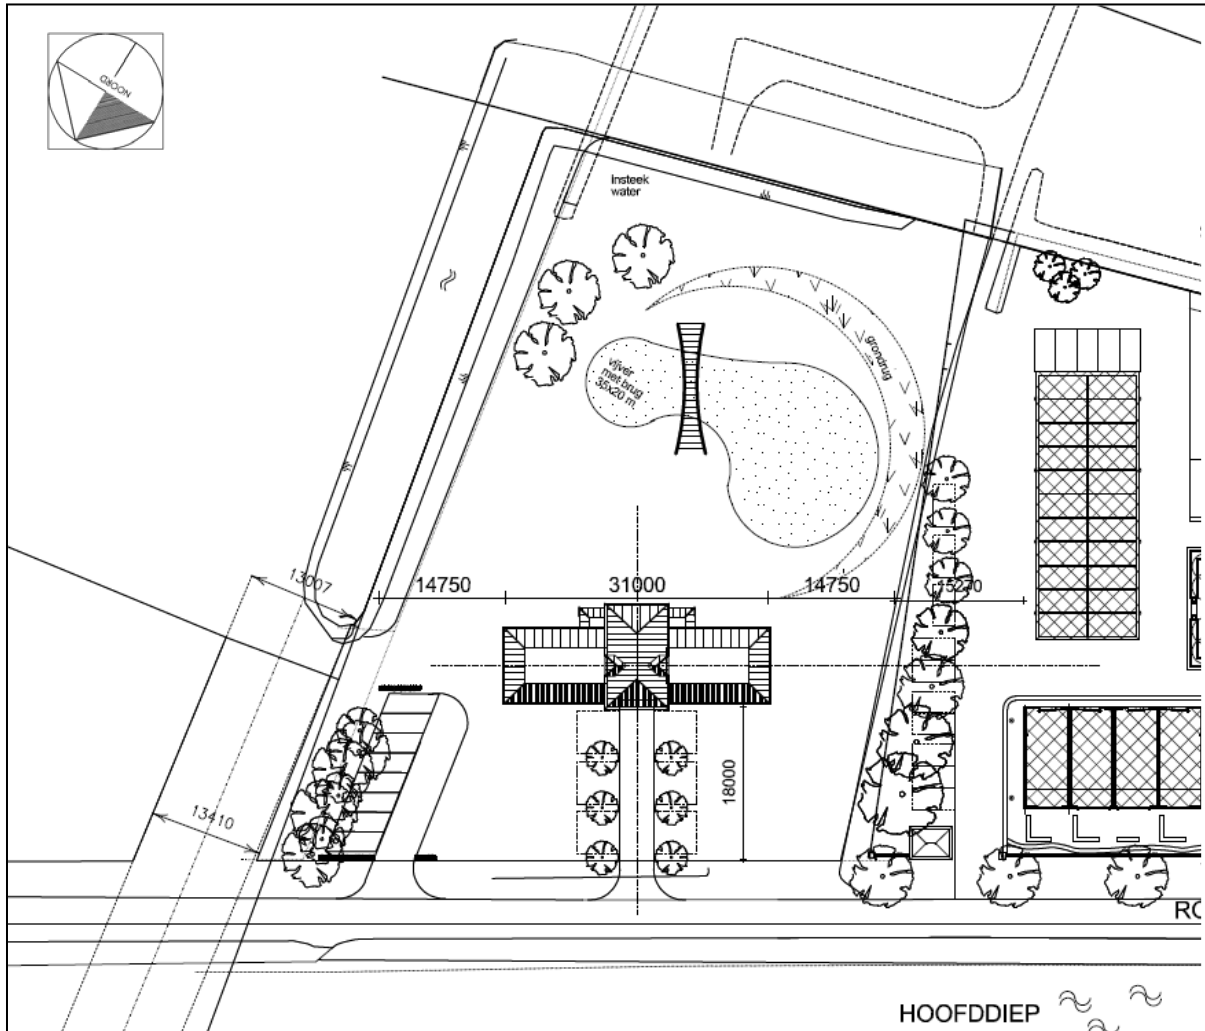 NOORD
Insteek
water
grondrug
vijver
met brug
35x20 m.
13007
14750
31000
14750
15270
18000
13410
RO
HOOFDDIEP